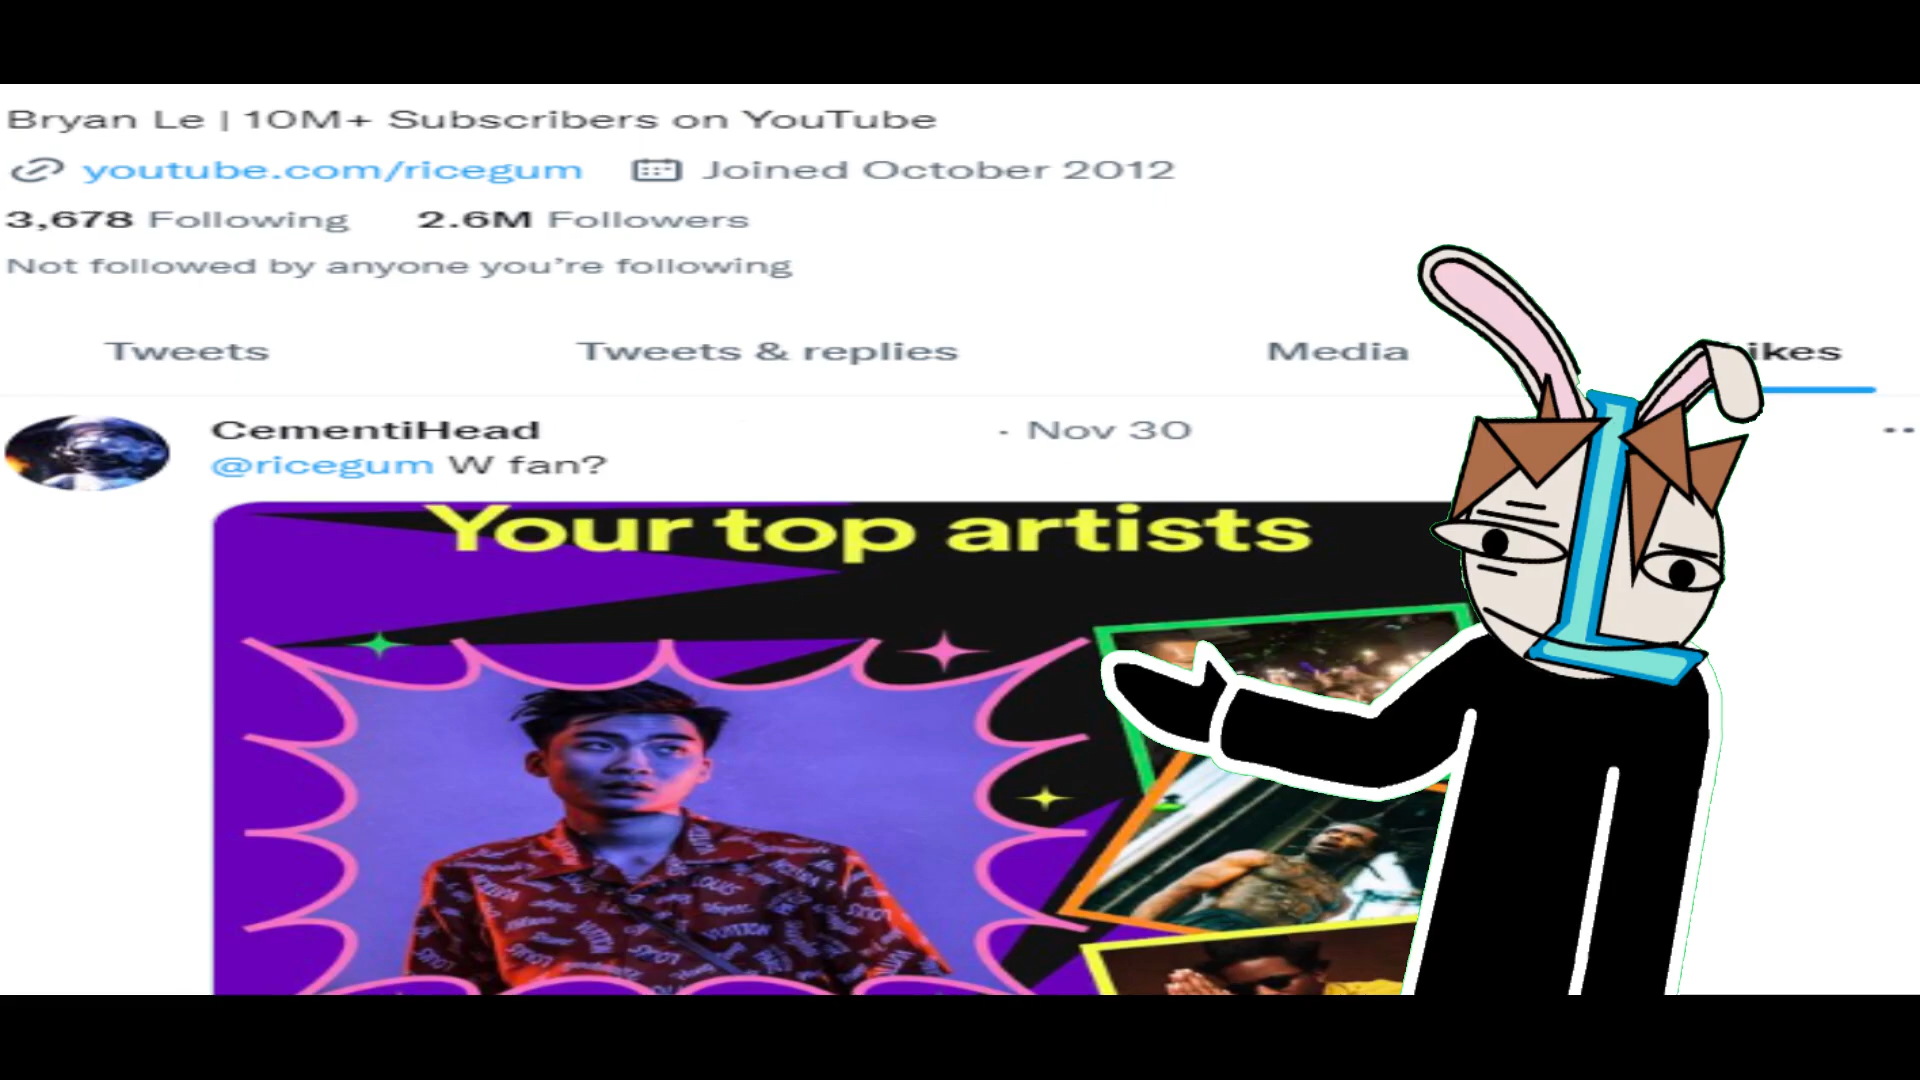 Bryan Le | 10M+ Subscribers on YouTube
youtube.com/ricegum Joined October 2012
3,678 Following 2.6M Followers
Not followed by anyone you're following
Tweets Tweets & replies Media ikes
CementiHead · Nov 30
@ricegum W fan?
Your top artists
L